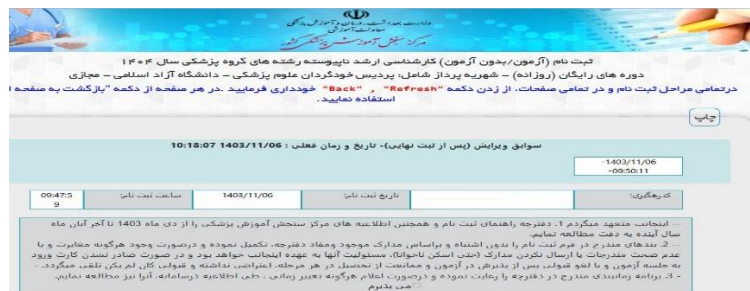 وزارت بهداشت، درمان و آموزش پزشکی
معاونت آموزشی
مرکز سنجش آموزش پزشکی کشور
ثبت نام (آزمون/بدون آزمون) کارشناسی ارشد ناپیوسته رشته های گروه پزشکی سال ۱۴۰۴
دوره های رایگان (روزانه) - شهریه پرداز شامل: پردیس خودگردان علوم پزشکی - دانشگاه آزاد اسلامی - مجازی
درتمامی مراحل ثبت نام و در تمامی صفحات، از زدن دکمه "Refresh" , "Back" خودداری فرمایید .در هر صفحه از دکمه "بازگشت به صفحه
استفاده نمایید.
چاپ
سوابق ویرایش (پس از ثبت نهایی)- تاریخ و زمان فعلی : 1403/11/06 10:18:07
-1403/11/06
-09:50:11
کدرهگیری: تاریخ ثبت نام: 1403/11/06 ساعت ثبت نام: 09:47:59
-- اینجانب متعهد میگردم 1. دفترچه راهنمای ثبت نام و همچنین اطلاعیه های مرکز سنجش آموزش پزشکی را از دی ماه 1403 تا آخر آبان ماه
سال آینده به دقت مطالعه نمایم.
-- 2. بندهای مندرج در فرم ثبت نام را بدون اشتباه و براساس مدارک موجود ومفاد دفترچه، تکمیل نموده و درصورت وجود هرگونه مغایرت و یا
عدم صحت مندرجات یا ارسال نکردن مدارک (حتی اسکن ناخوانا)، مسئولیت آنها به عهده اینجانب خواهد بود و در صورت صادر نشدن کارت ورود
به جلسه آزمون و یا لغو قبولی پس از پذیرش در آزمون و ممانعت از تحصیل در هر مرحله، اعتراضی نداشته و قبولی کان لم یکن تلقی میگردد. -
- 3. برنامه زمانبندی مندرج در دفترچه را رعایت نموده و درصورت اعلام هرگونه تغییر زمانی ، طی اطلاعیه درسامانه، آنرا نیز مطالعه نمایم.
می پذیرم